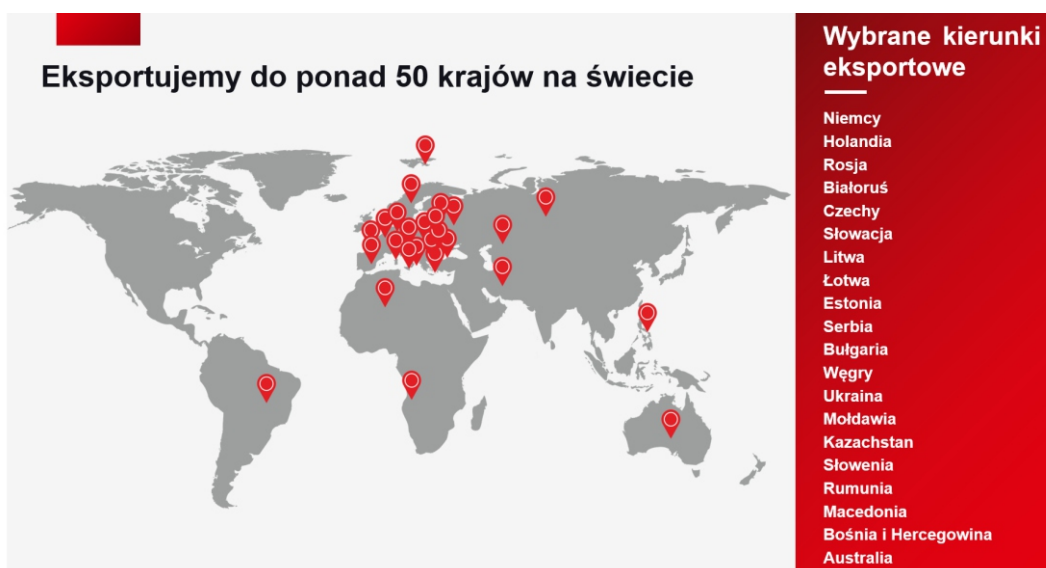 Eksportujemy do ponad 50 krajów na świecie
Wybrane kierunki
eksportowe
Niemcy
Holandia
Rosja
Białoruś
Czechy
Słowacja
Litwa
Łotwa
Estonia
Serbia
Bułgaria
Węgry
Ukraina
Mołdawia
Kazachstan
Słowenia
Rumunia
Macedonia
Bośnia i Hercegowina
Australia